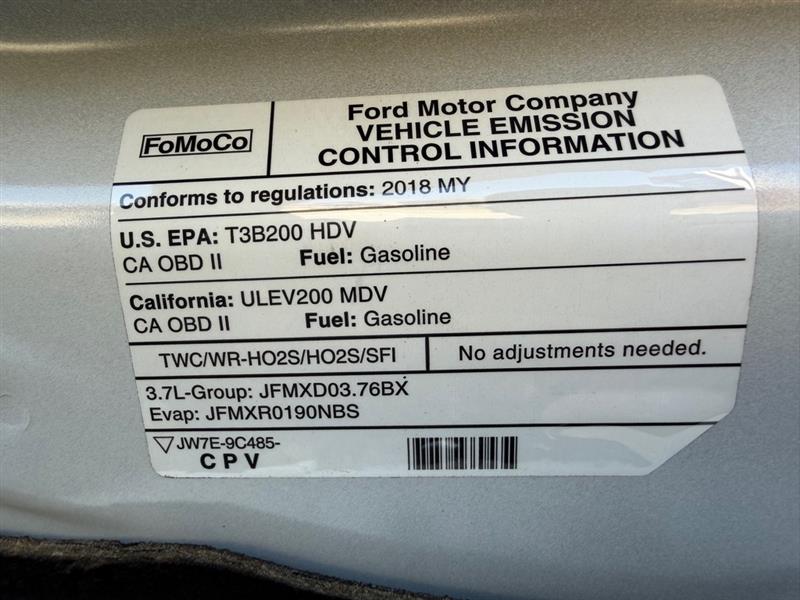 FoMoCo
Ford Motor Company
VEHICLE EMISSION
CONTROL INFORMATION
Conforms to regulations: 2018 MY
U.S. EPA: T3B200 HDV
CA OBD II Fuel: Gasoline
California: ULEV200 MDV
CA OBD II Fuel: Gasoline
TWC/WR-HO2S/HO2S/SFI
No adjustments needed.
3.7L-Group: JFMXD03.76BX
Evap: JFMXR0190NBS
JW7E-9C485-
CPV